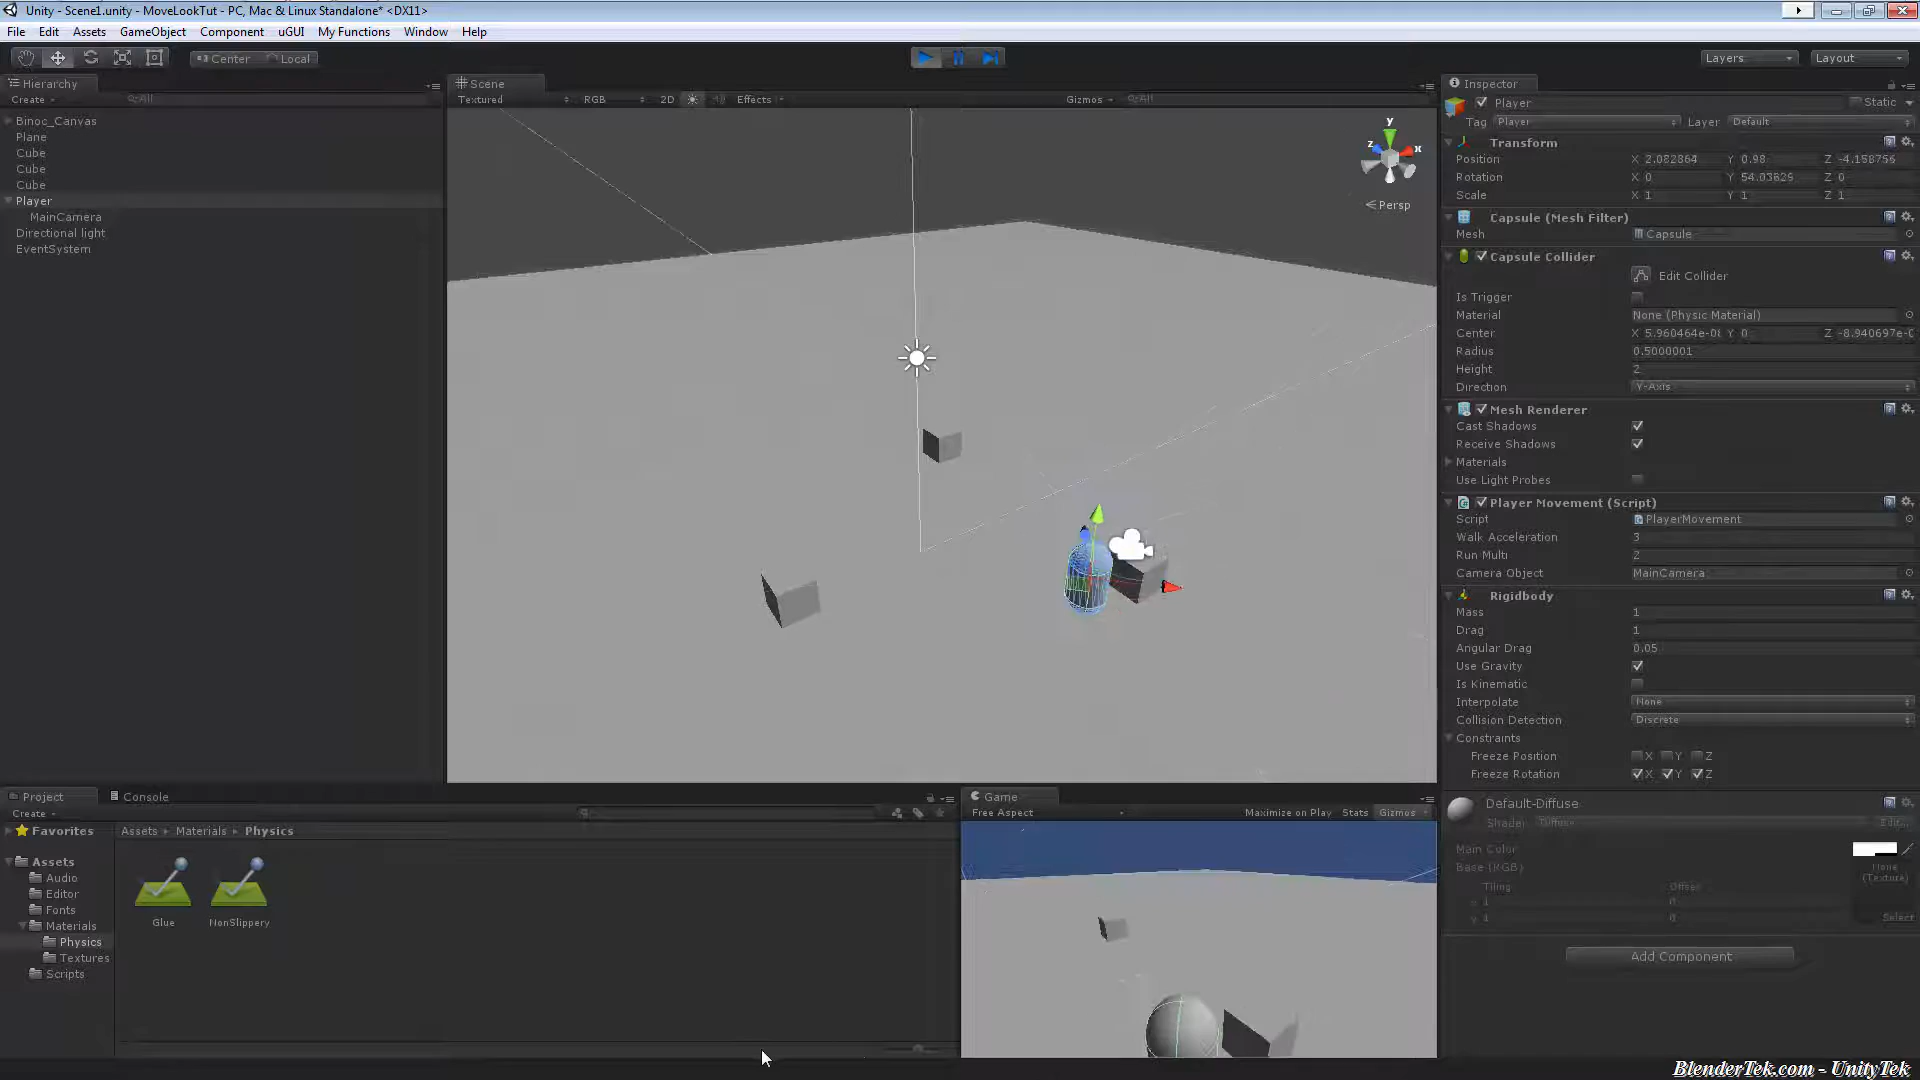 Unity - Scene1.unity - MoveLookTut - PC, Mac & Linux Standalone* <DX11>
File Edit Assets GameObject Component uGUI My Functions Window Help
Center Local Layers Layout
Hierarchy
Create All
Binoc_Canvas
Plane
Cube
Cube
Cube
Player
MainCamera
Directional light
EventSystem
Scene
Textured RGB 2D Effects Gizmos All
y
z x
Persp
Inspector
Player Static
Tag Player Layer Default
Transform
Position X 2.082864 Y 0.98 Z -4.158756
Rotation X 0 Y 54.03629 Z 0
Scale X 1 Y 1 Z 1
Capsule (Mesh Filter)
Mesh Capsule
Capsule Collider
Edit Collider
Is Trigger
Material None (Physic Material)
Center X 5.960464e-0 Y 0 Z -8.940697e-0
Radius 0.5000001
Height 2
Direction Y-Axis
Mesh Renderer
Cast Shadows
Receive Shadows
Materials
Use Light Probes
Player Movement (Script)
Script PlayerMovement
Walk Acceleration 3
Run Multi 2
Camera Object MainCamera
Rigidbody
Mass 1
Drag 1
Angular Drag 0.05
Use Gravity
Is Kinematic
Interpolate None
Collision Detection Discrete
Constraints
Freeze Position X Y Z
Freeze Rotation X Y Z
Default-Diffuse
Shader Diffuse Edit...
Main Color
Base (RGB) None (Texture)
Tiling Offset
x 1 0
y 1 0
Select
Add Component
Project Console
Create
Favorites
Assets
Audio
Editor
Fonts
Materials
Physics
Textures
Scripts
Assets Materials Physics
Glue NonSlippery
Game
Free Aspect Maximize on Play Stats Gizmos
BlenderTek.com - UnityTek